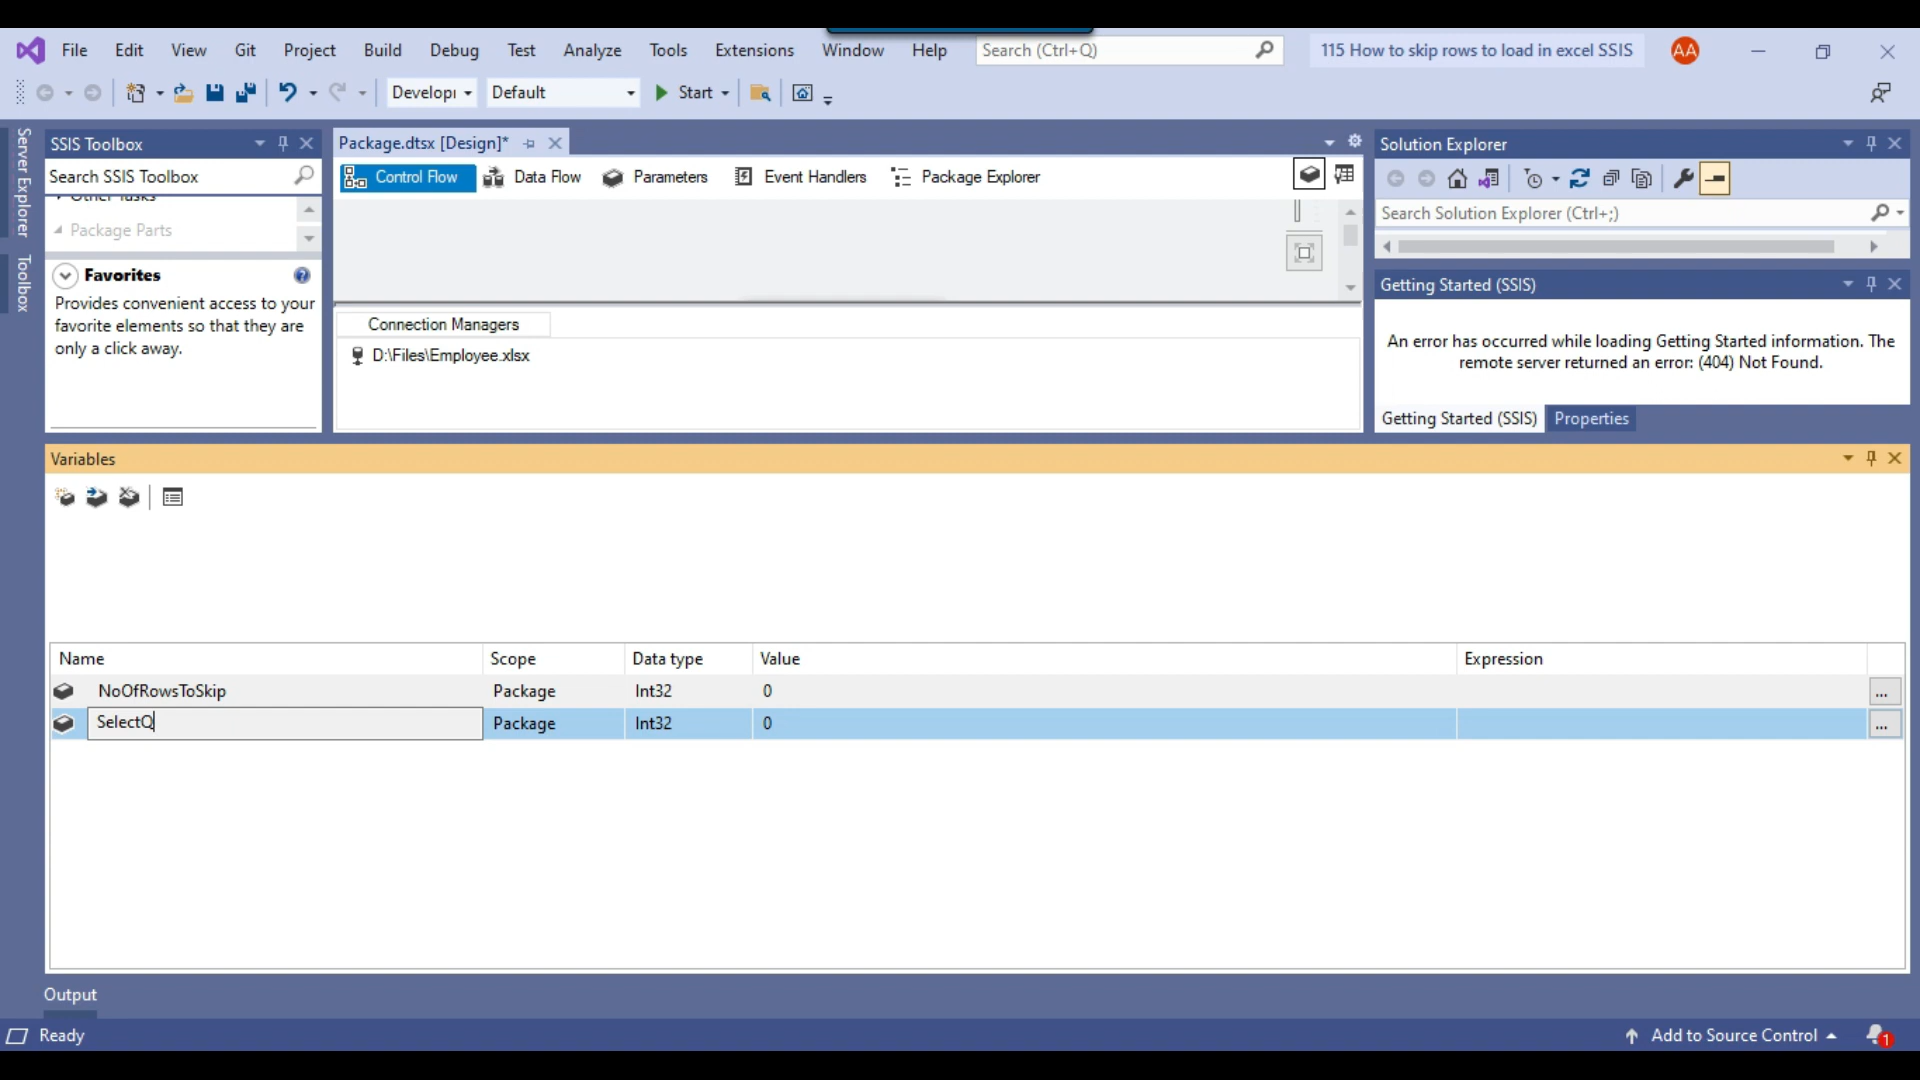 File Edit View Git Project Build Debug Test Analyze Tools Extensions Window Help Search (Ctrl+Q) 115 How to skip rows to load in excel SSIS AA
Developi Default Start
Server Explorer
Toolbox
SSIS Toolbox
Search SSIS Toolbox
Other Tasks
Package Parts
Favorites
Provides convenient access to your
favorite elements so that they are
only a click away.
Package.dtsx [Design]*
Control Flow Data Flow Parameters Event Handlers Package Explorer
Connection Managers
D:\Files\Employee.xlsx
Solution Explorer
Search Solution Explorer (Ctrl+;)
Getting Started (SSIS)
An error has occurred while loading Getting Started information. The
remote server returned an error: (404) Not Found.
Getting Started (SSIS) Properties
Variables
Name Scope Data type Value Expression
NoOfRowsToSkip Package Int32 0 ...
SelectQ Package Int32 0 ...
Output
Ready Add to Source Control 1